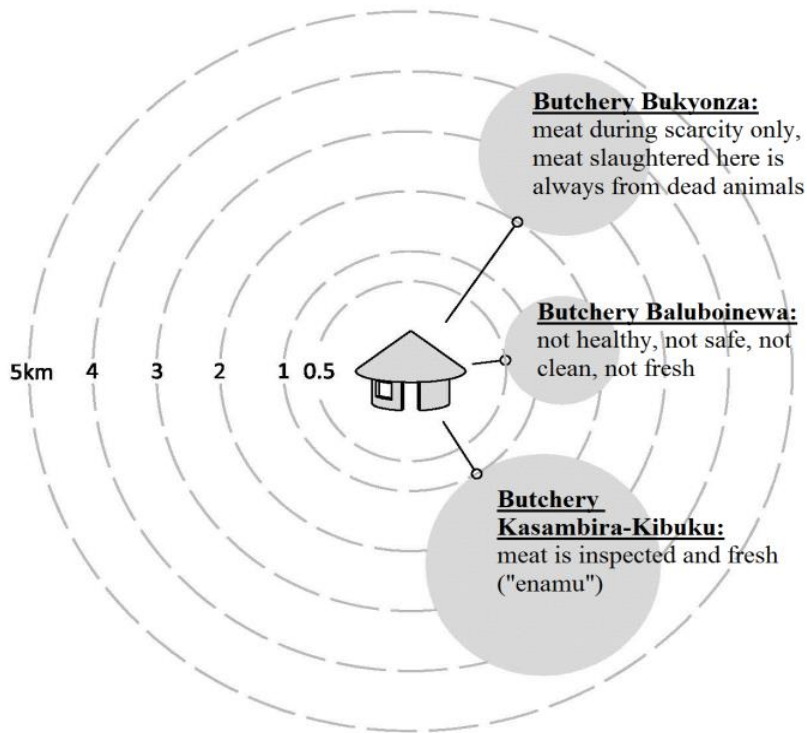 Butchery Bukyonza:
meat during scarcity only,
meat slaughtered here is
always from dead animals
Butchery Baluboinewa:
not healthy, not safe, not
clean, not fresh
5km 4 3 2 1 0.5
Butchery
Kasambira-Kibuku:
meat is inspected and fresh
("enamu")